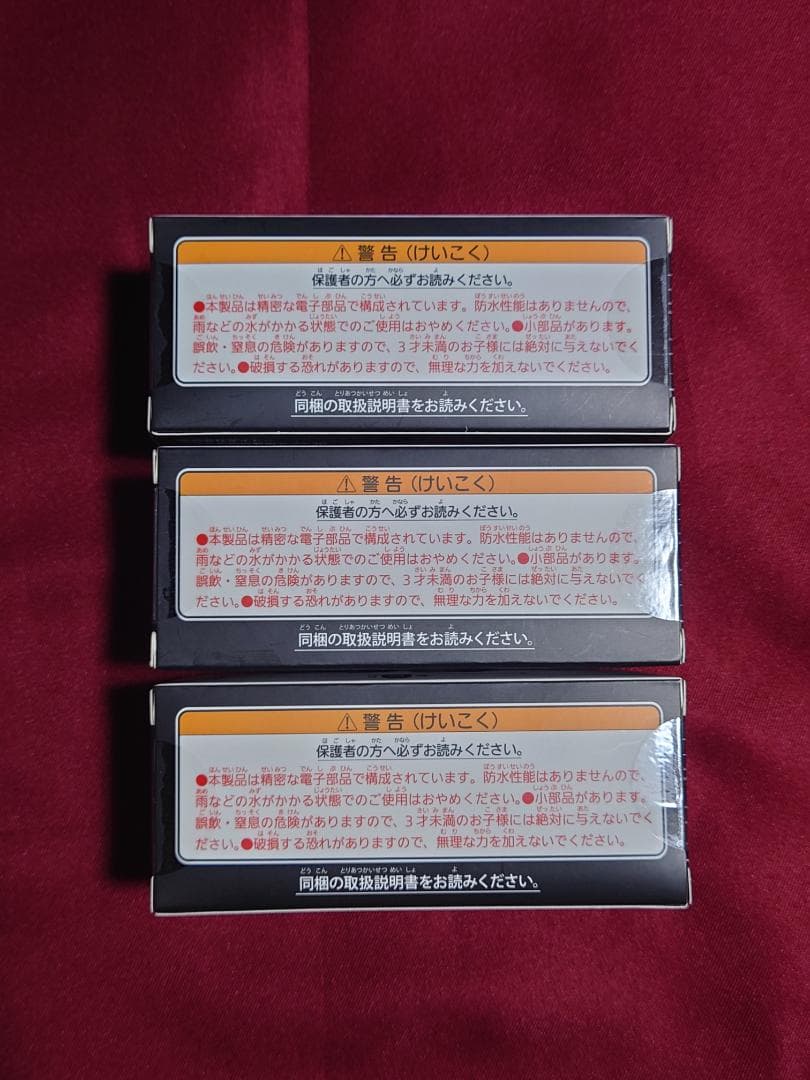 ⚠警告(けいこく)
保護者の方へ必ずお読みください。
●本製品は精密な電子部品で構成されています。防水性能はありませんので、
雨などの水がかかる状態でのご使用はおやめください。●小部品があります。
誤飲・窒息の危険がありますので、3才未満のお子様には絶対に与えないでく
ださい。●破損する恐れがありますので、無理な力を加えないでください。
同梱の取扱説明書をお読みください。
⚠警告(けいこく)
保護者の方へ必ずお読みください。
●本製品は精密な電子部品で構成されています。防水性能はありませんので、
雨などの水がかかる状態でのご使用はおやめください。●小部品があります。
誤飲・窒息の危険がありますので、3才未満のお子様には絶対に与えないでく
ださい。●破損する恐れがありますので、無理な力を加えないでください。
同梱の取扱説明書をお読みください。
⚠警告(けいこく)
保護者の方へ必ずお読みください。
●本製品は精密な電子部品で構成されています。防水性能はありませんので、
雨などの水がかかる状態でのご使用はおやめください。●小部品があります。
誤飲・窒息の危険がありますので、3才未満のお子様には絶対に与えないでく
ださい。●破損する恐れがありますので、無理な力を加えないでください。
同梱の取扱説明書をお読みください。